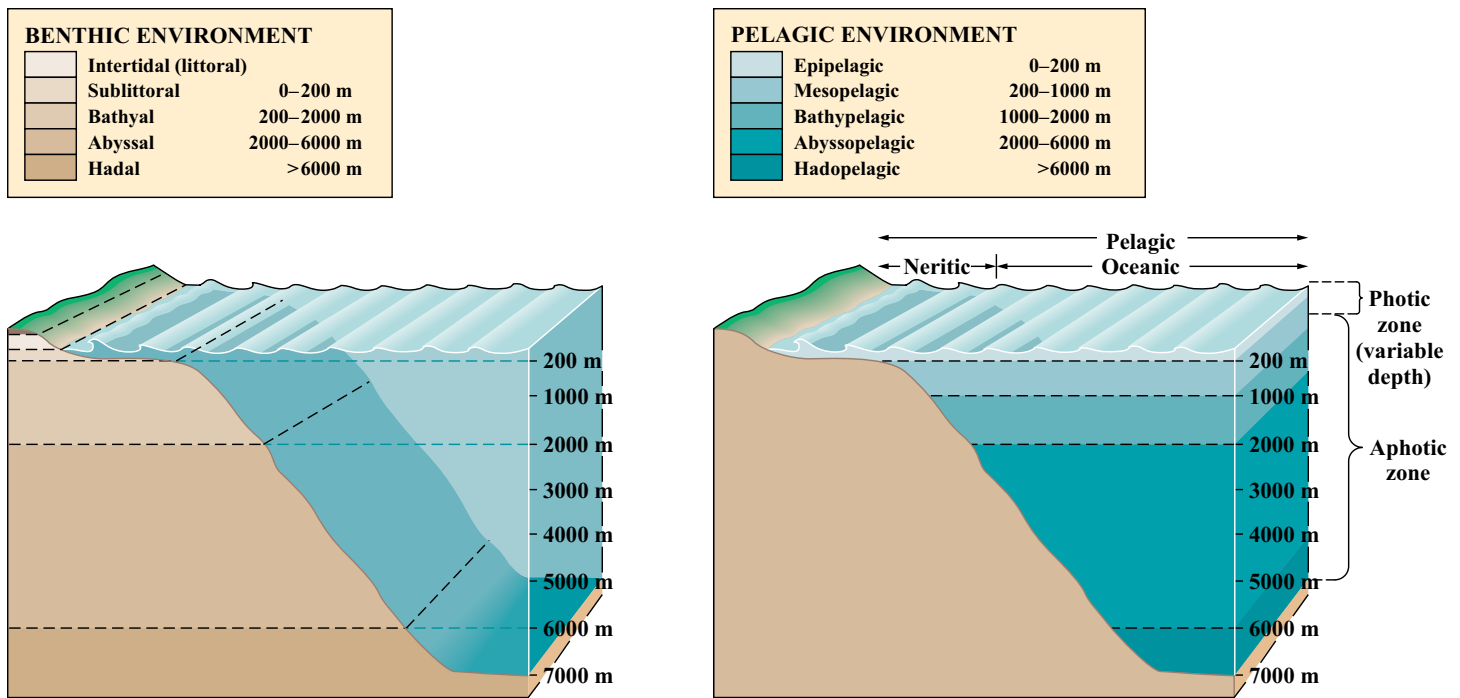 BENTHIC ENVIRONMENT
Intertidal (littoral)
Sublittoral 0–200 m
Bathyal 200–2000 m
Abyssal 2000–6000 m
Hadal >6000 m
PELAGIC ENVIRONMENT
Epipelagic 0–200 m
Mesopelagic 200–1000 m
Bathypelagic 1000–2000 m
Abyssopelagic 2000–6000 m
Hadopelagic >6000 m
200 m
1000 m
2000 m
3000 m
4000 m
5000 m
6000 m
7000 m
Pelagic
Neritic Oceanic
200 m
1000 m
2000 m
3000 m
4000 m
5000 m
6000 m
7000 m
Photic
zone
(variable
depth)
Aphotic
zone